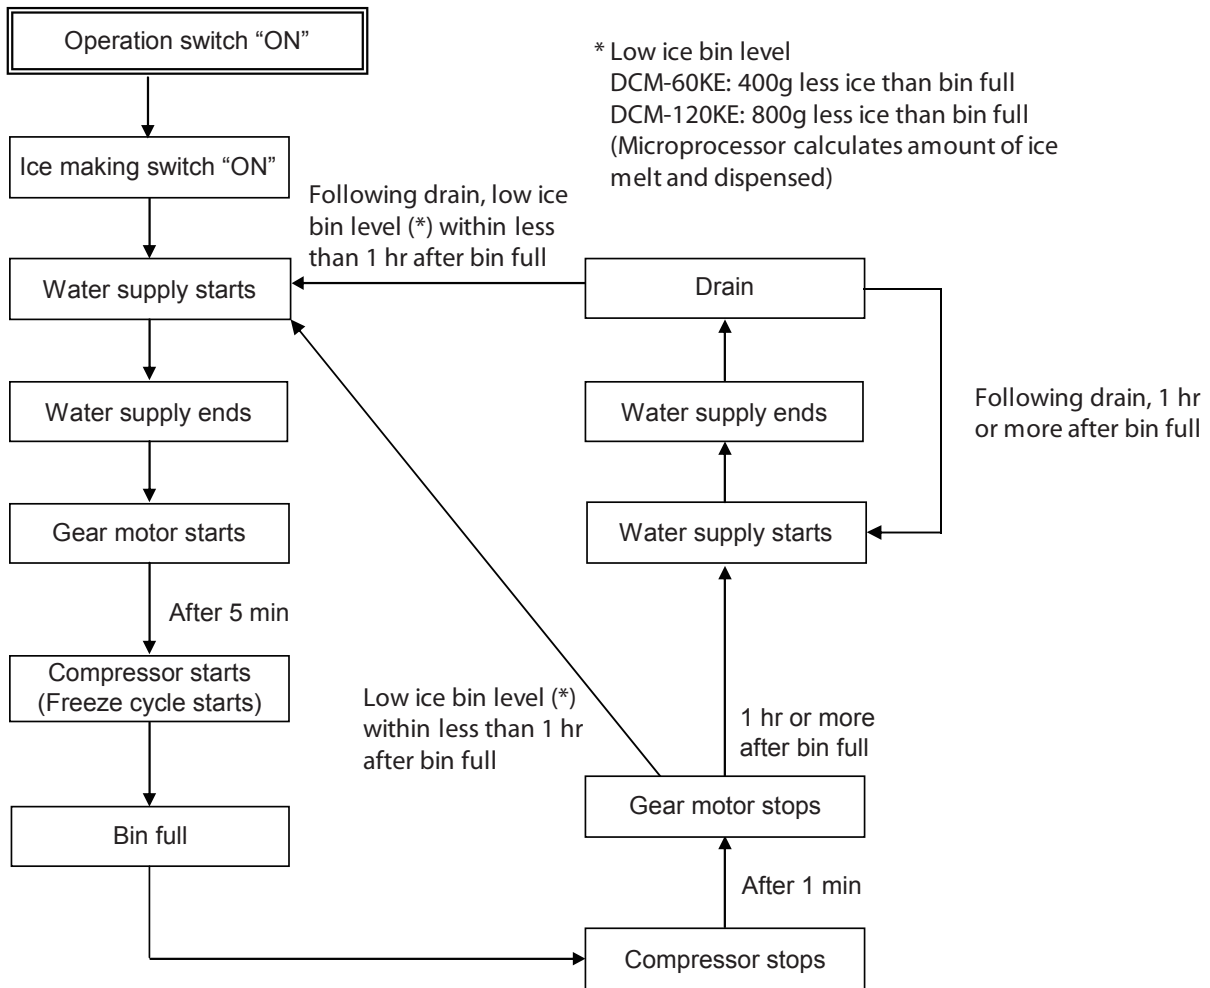 Operation switch “ON”
* Low ice bin level
DCM-60KE: 400g less ice than bin full
DCM-120KE: 800g less ice than bin full
(Microprocessor calculates amount of ice
melt and dispensed)
Ice making switch “ON”
Following drain, low ice
bin level (*) within less
than 1 hr after bin full
Water supply starts
Drain
Water supply ends
Water supply ends
Following drain, 1 hr
or more after bin full
Gear motor starts
Water supply starts
After 5 min
Compressor starts
(Freeze cycle starts)
Low ice bin level (*)
within less than 1 hr
after bin full
1 hr or more
after bin full
Bin full
Gear motor stops
After 1 min
Compressor stops